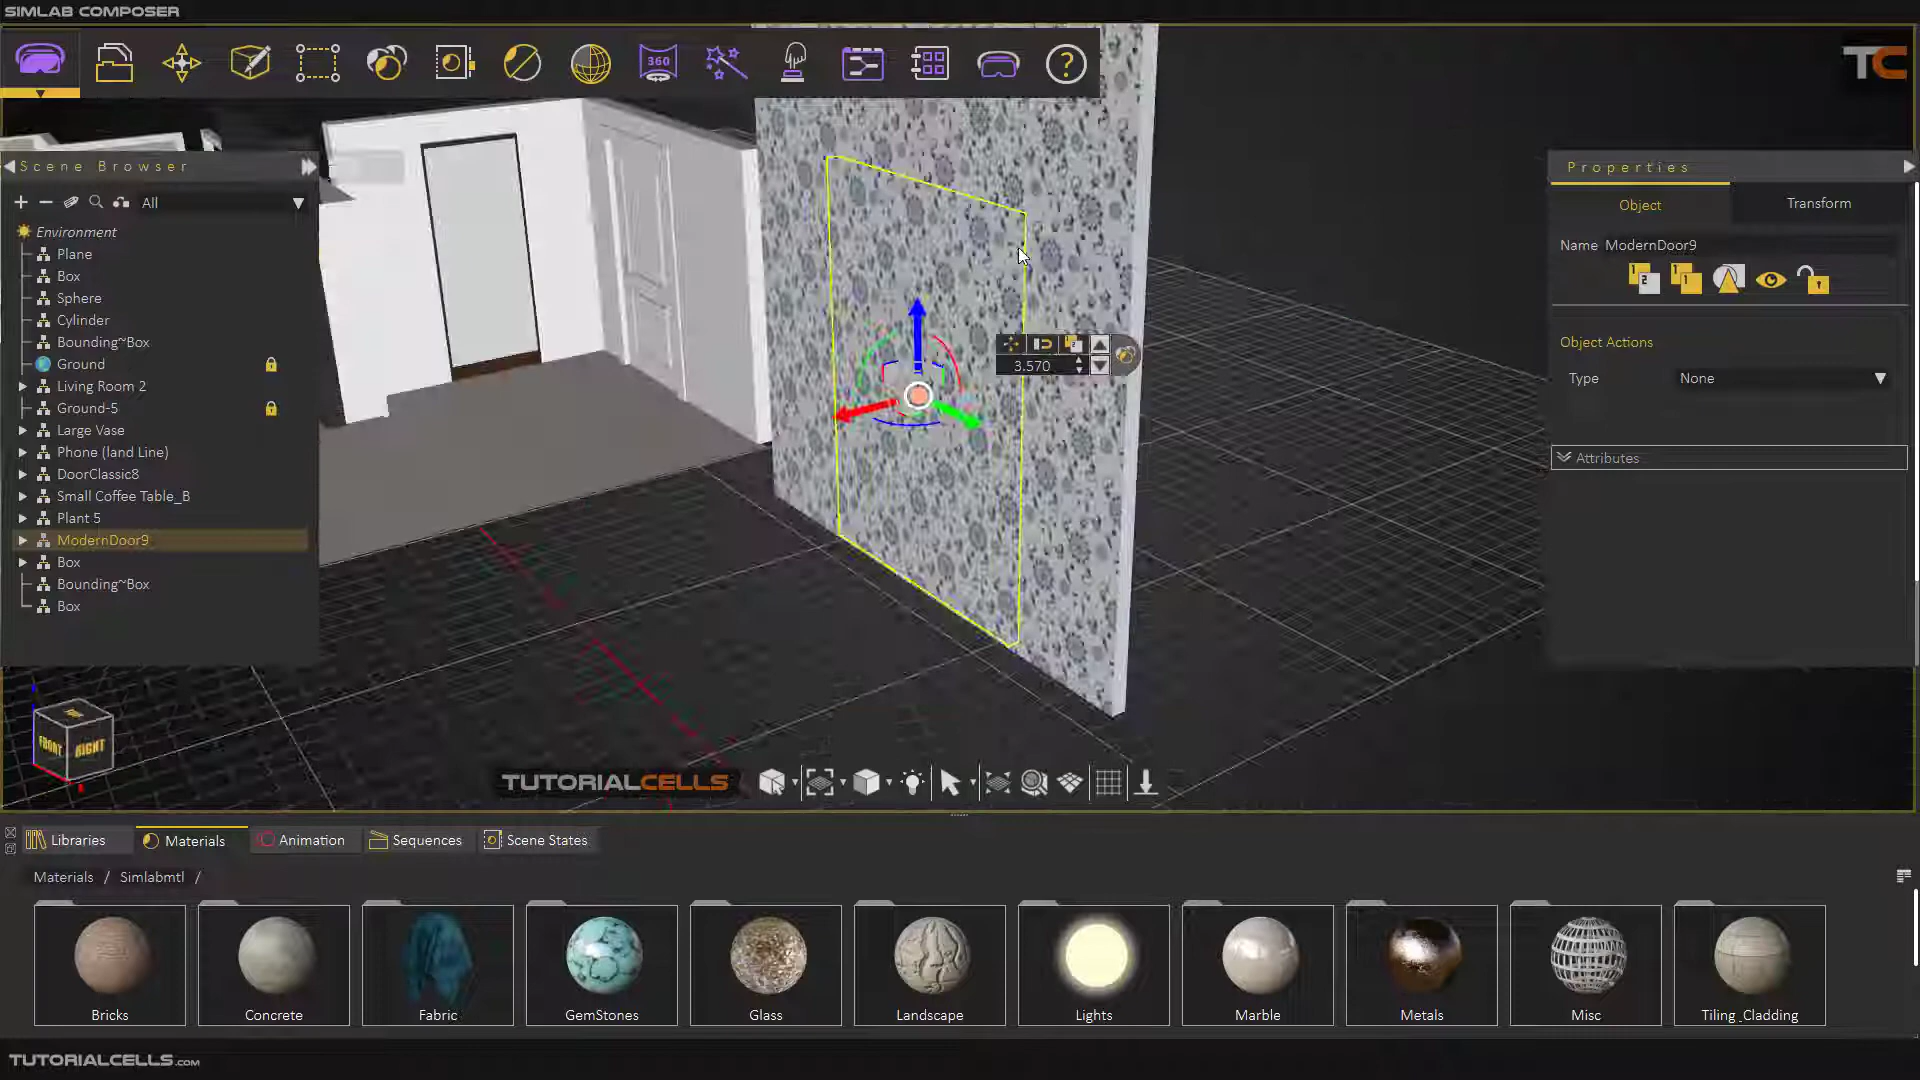 SIMLAB COMPOSER
TC
360
Scene Browser
All
Environment
Plane
Box
Sphere
Cylinder
Bounding~Box
Ground
Living Room 2
Ground-5
Large Vase
Phone (land Line)
DoorClassic8
Small Coffee Table_B
Plant 5
ModernDoor9
Box
Bounding~Box
Box
3.570
Properties
Object
Transform
Name ModernDoor9
Object Actions
Type None
Attributes
TOP
FRONT RIGHT
TUTORIALCELLS
Libraries
Materials
Animation
Sequences
Scene States
Materials / Simlabmtl /
Bricks
Concrete
Fabric
GemStones
Glass
Landscape
Lights
Marble
Metals
Misc
Tiling_Cladding
TUTORIALCELLS.COM